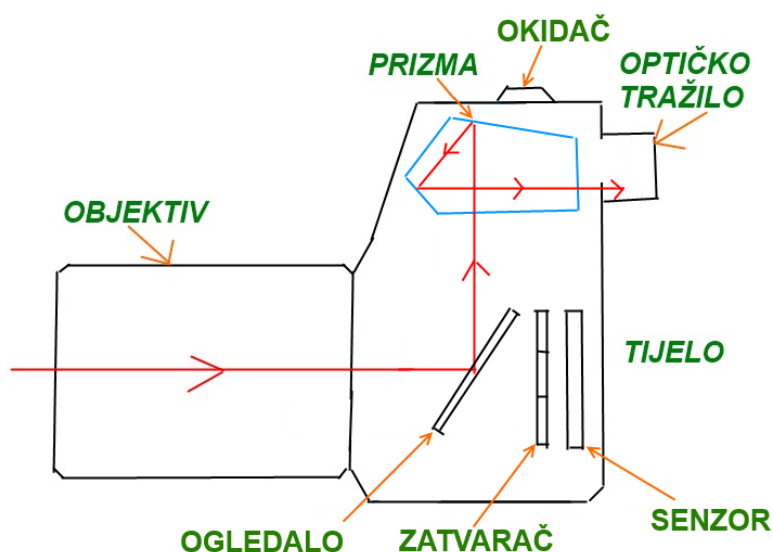 OKIDAČ
PRIZMA
OPTIČKO
TRAŽILO
OBJEKTIV
TIJELO
OGLEDALO
ZATVARAČ
SENZOR